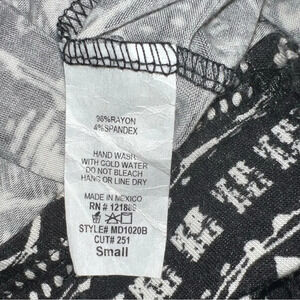 96%RAYON
4%SPANDEX
HAND WASH
WITH COLD WATER
DO NOT BLEACH
HANG OR LINE DRY
MADE IN MEXICO
RN #
STYLE# MD1020B
CUT# 251
Small